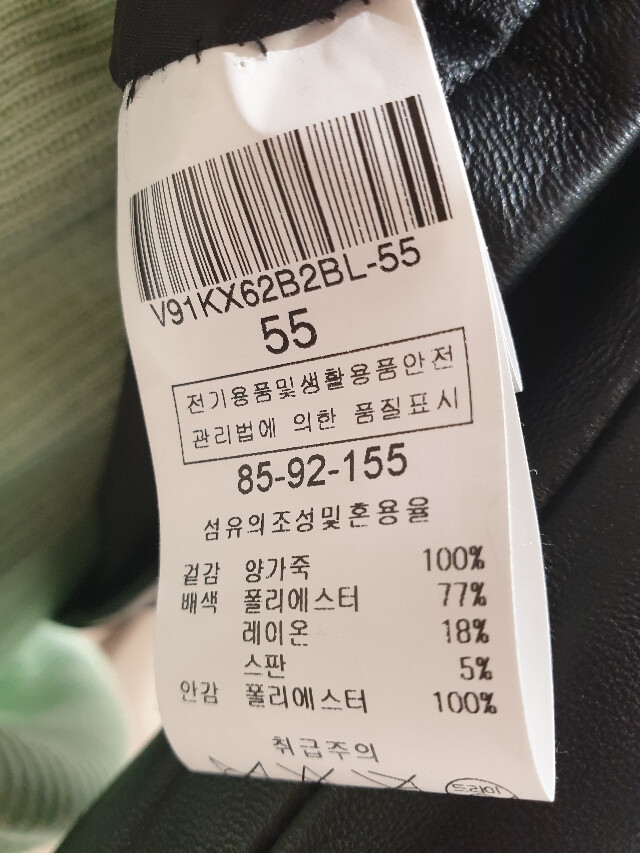 V91KX62B2BL-55
55
전기용품및생활용품안전
관리법에 의한 품질표시
85-92-155
섬유의조성및혼용율
겉감 양가죽 100%
배색 폴리에스터 77%
레이온 18%
스판 5%
안감 폴리에스터 100%
취급주의
드라이